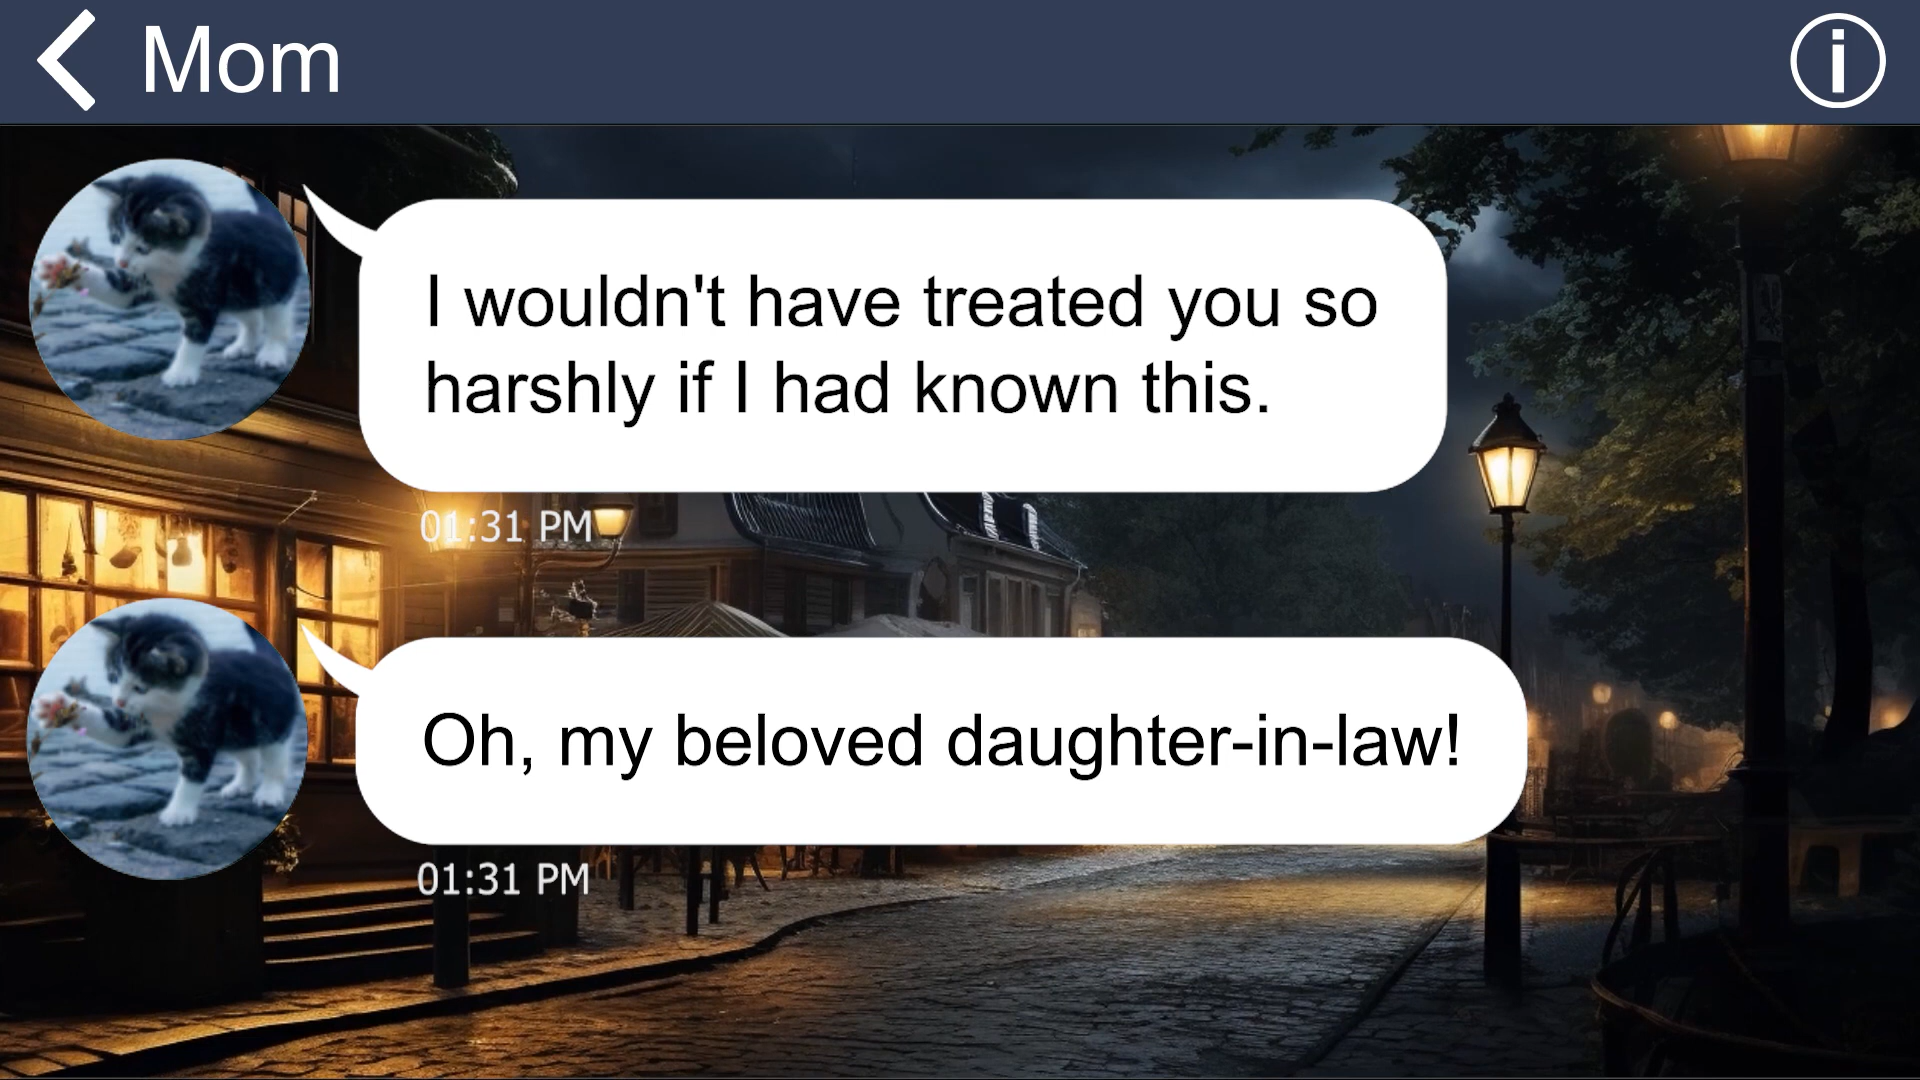 Mom
I wouldn't have treated you so
harshly if I had known this.
01:31 PM
Oh, my beloved daughter-in-law!
01:31 PM